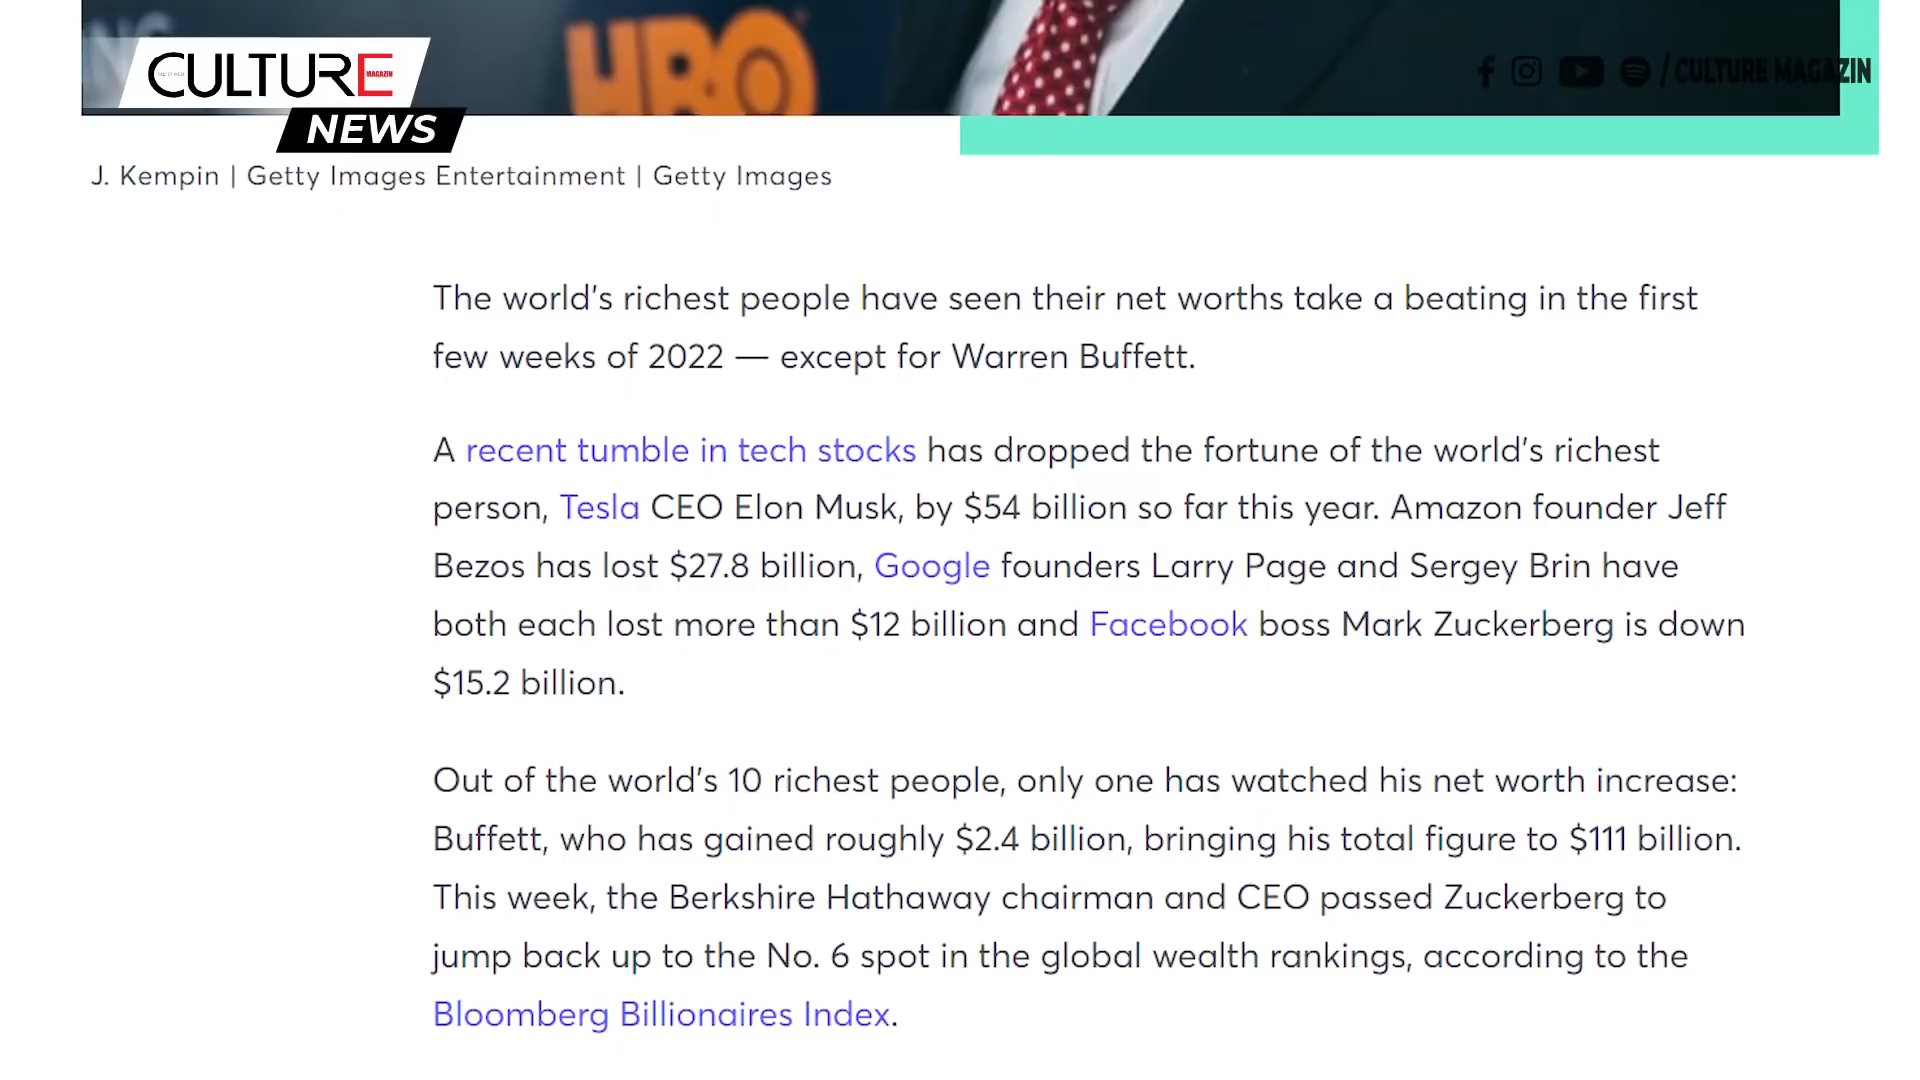 HBO
CULTURE
MAGAZIN
NEWS
/ CULTURE MAGAZIN
J. Kempin | Getty Images Entertainment | Getty Images
The world’s richest people have seen their net worths take a beating in the first
few weeks of 2022 — except for Warren Buffett.
A recent tumble in tech stocks has dropped the fortune of the world’s richest
person, Tesla CEO Elon Musk, by $54 billion so far this year. Amazon founder Jeff
Bezos has lost $27.8 billion, Google founders Larry Page and Sergey Brin have
both each lost more than $12 billion and Facebook boss Mark Zuckerberg is down
$15.2 billion.
Out of the world’s 10 richest people, only one has watched his net worth increase:
Buffett, who has gained roughly $2.4 billion, bringing his total figure to $111 billion.
This week, the Berkshire Hathaway chairman and CEO passed Zuckerberg to
jump back up to the No. 6 spot in the global wealth rankings, according to the
Bloomberg Billionaires Index.